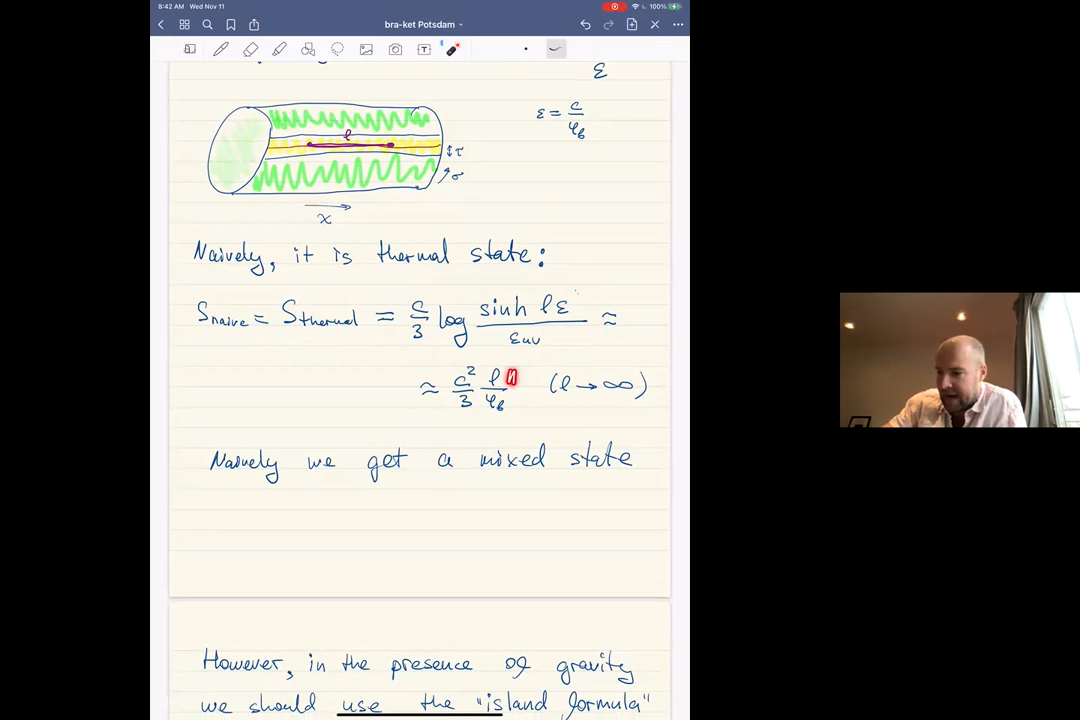 8:42 AM Wed Nov 11
100%
bra-ket Potsdam
ε
ε = c/φ_b
l
↕ τ
σ
x
Naively, it is thermal state:
S_naive = S_thermal = c/3 log sinh lε / ε_uv ≈
≈ c²/3 l/φ_b (l → ∞)
Naively we get a mixed state
However, in the presence of gravity
we should use the "island formula"